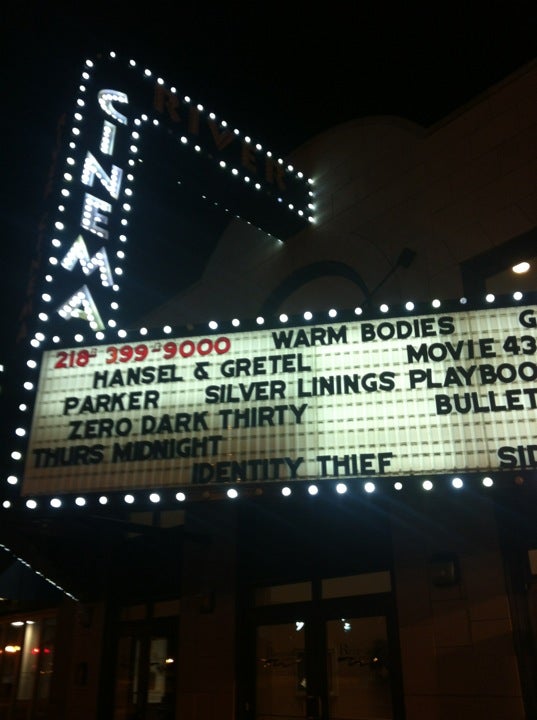 RIVER
CINEMA
218- 399-9000 WARM BODIES G
HANSEL & GRETEL MOVIE 43
PARKER SILVER LININGS PLAYBOO
ZERO DARK THIRTY BULLET
THURS MIDNIGHT
IDENTITY THIEF SID